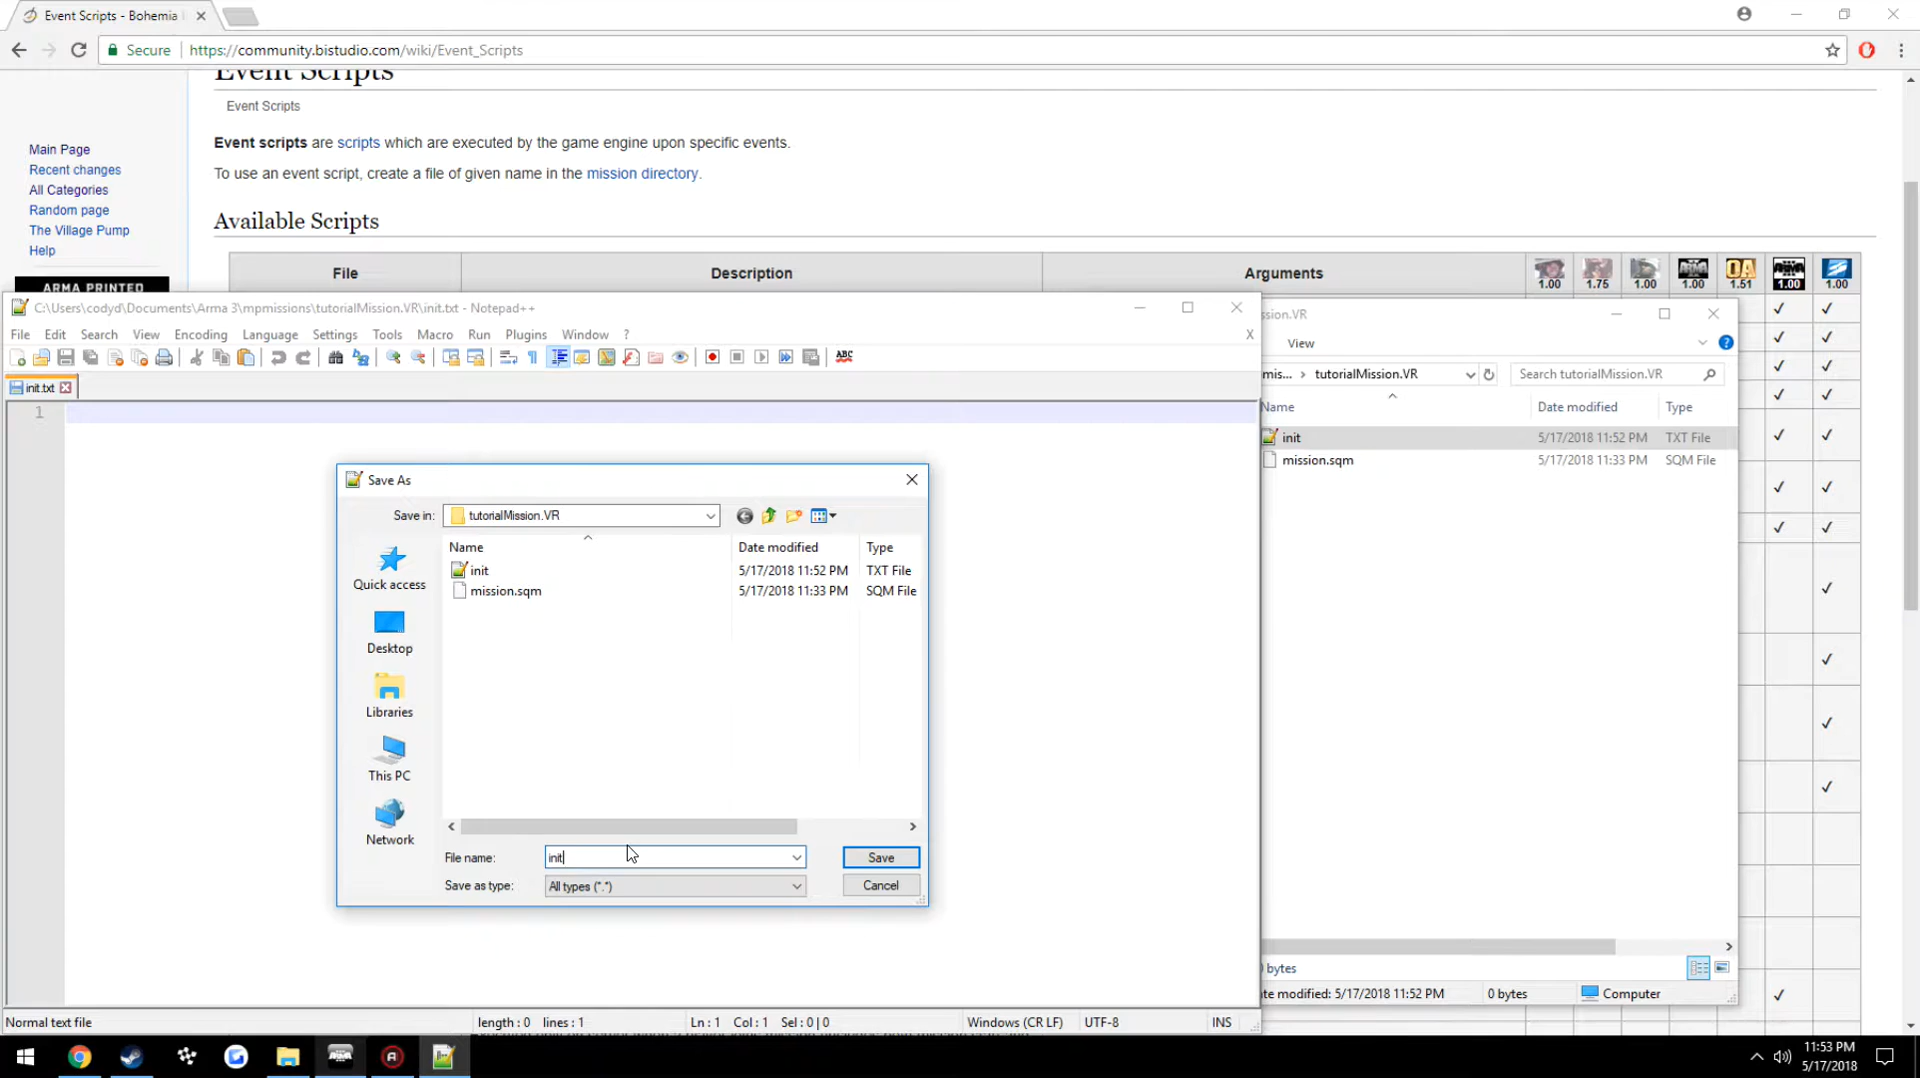 Event Scripts - Bohemia
Secure
https://community.bistudio.com/wiki/Event_Scripts
Event Scripts
Event Scripts
Event scripts are scripts which are executed by the game engine upon specific events.
To use an event script, create a file of given name in the mission directory.
Main Page
Recent changes
All Categories
Random page
The Village Pump
Help
ARMA PRINTED
Available Scripts
File Description Arguments
1.00 1.75 1.00 1.00 1.51 1.00 1.00
ARMA
OA
C:\Users\codyd\Documents\Arma 3\mpmissions\tutorialMission.VR\init.txt - Notepad++
File Edit Search View Encoding Language Settings Tools Macro Run Plugins Window ?
X
ABC
init.txt
1
Save As
Save in: tutorialMission.VR
Name Date modified Type
init 5/17/2018 11:52 PM TXT File
mission.sqm 5/17/2018 11:33 PM SQM File
Quick access
Desktop
Libraries
This PC
Network
File name: init Save
Save as type: All types (*.*) Cancel
Normal text file length : 0 lines : 1 Ln : 1 Col : 1 Sel : 0 | 0 Windows (CR LF) UTF-8 INS
ssion.VR
View
mis... > tutorialMission.VR Search tutorialMission.VR
Name Date modified Type
init 5/17/2018 11:52 PM TXT File
mission.sqm 5/17/2018 11:33 PM SQM File
bytes
ate modified: 5/17/2018 11:52 PM 0 bytes Computer
11:53 PM
5/17/2018